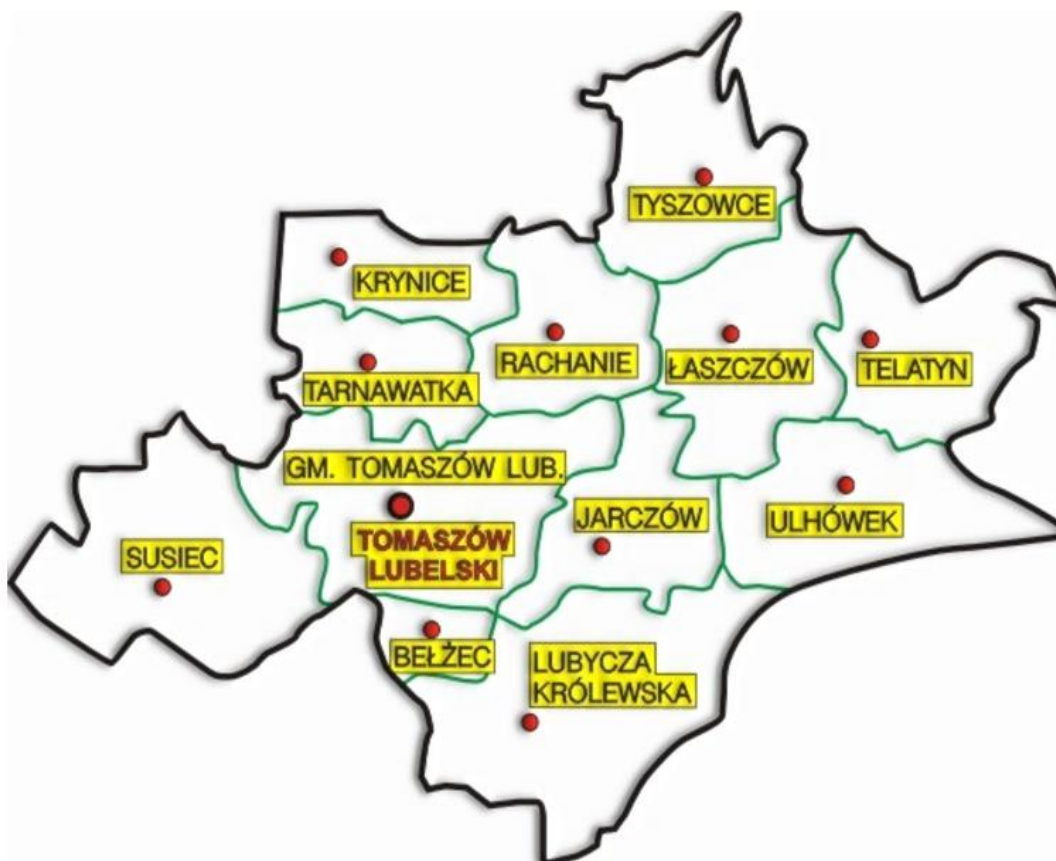 TYSZOWCE
KRYNICE
RACHANIE
ŁASZCZÓW
TELATYN
TARNAWATKA
GM. TOMASZÓW LUB.
JARCZÓW
ULHÓWEK
TOMASZÓW
LUBELSKI
SUSIEC
BEŁŻEC
LUBYCZA
KRÓLEWSKA